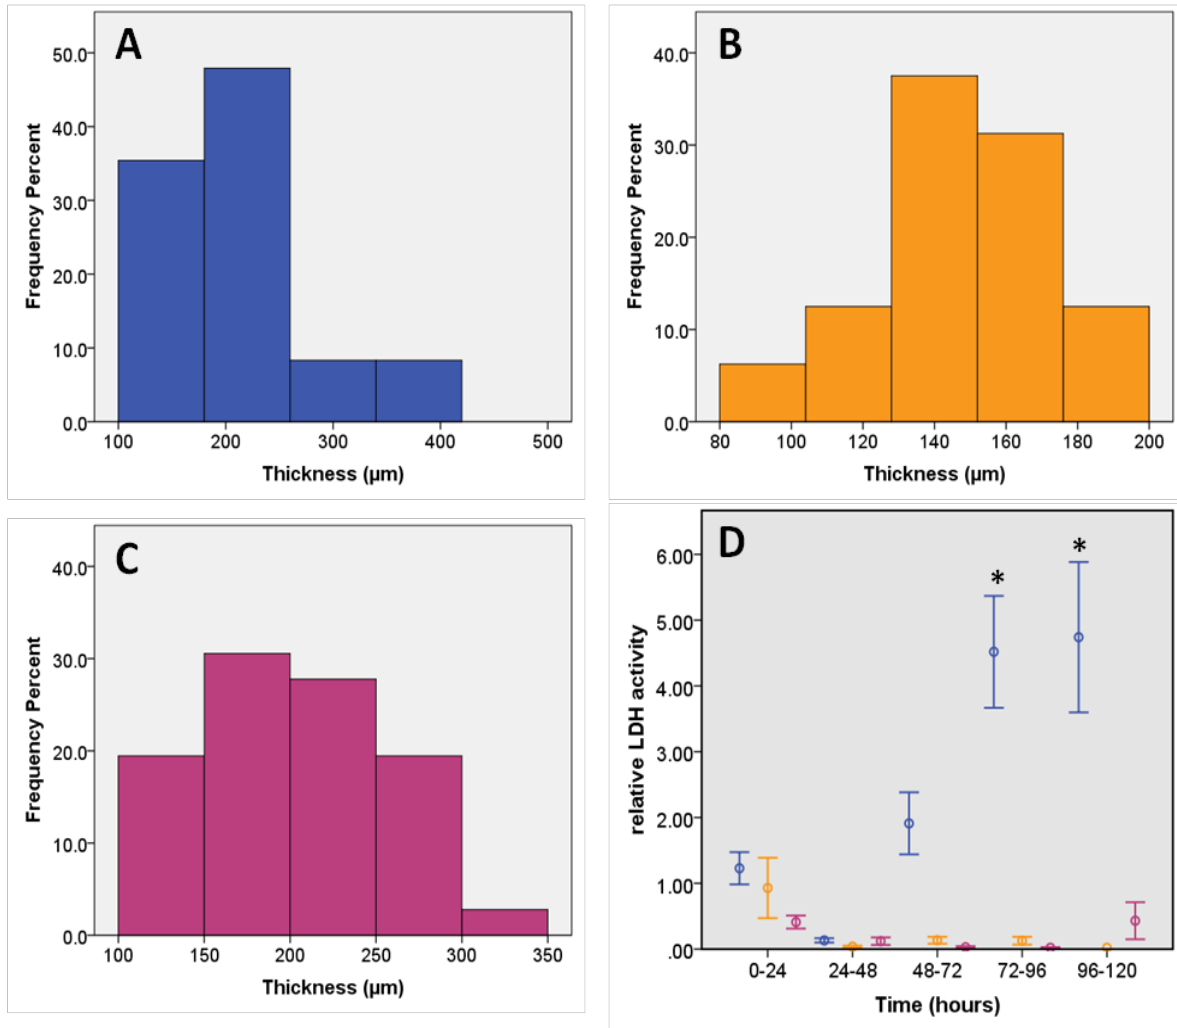 A
Frequency Percent
50.0
40.0
30.0
20.0
10.0
0.0
100 200 300 400 500
Thickness (µm)
B
Frequency Percent
40.0
30.0
20.0
10.0
0.0
80 100 120 140 160 180 200
Thickness (µm)
C
Frequency Percent
40.0
30.0
20.0
10.0
0.0
100 150 200 250 300 350
Thickness (µm)
D
relative LDH activity
6.00
5.00
4.00
3.00
2.00
1.00
.00
* *
0-24 24-48 48-72 72-96 96-120
Time (hours)